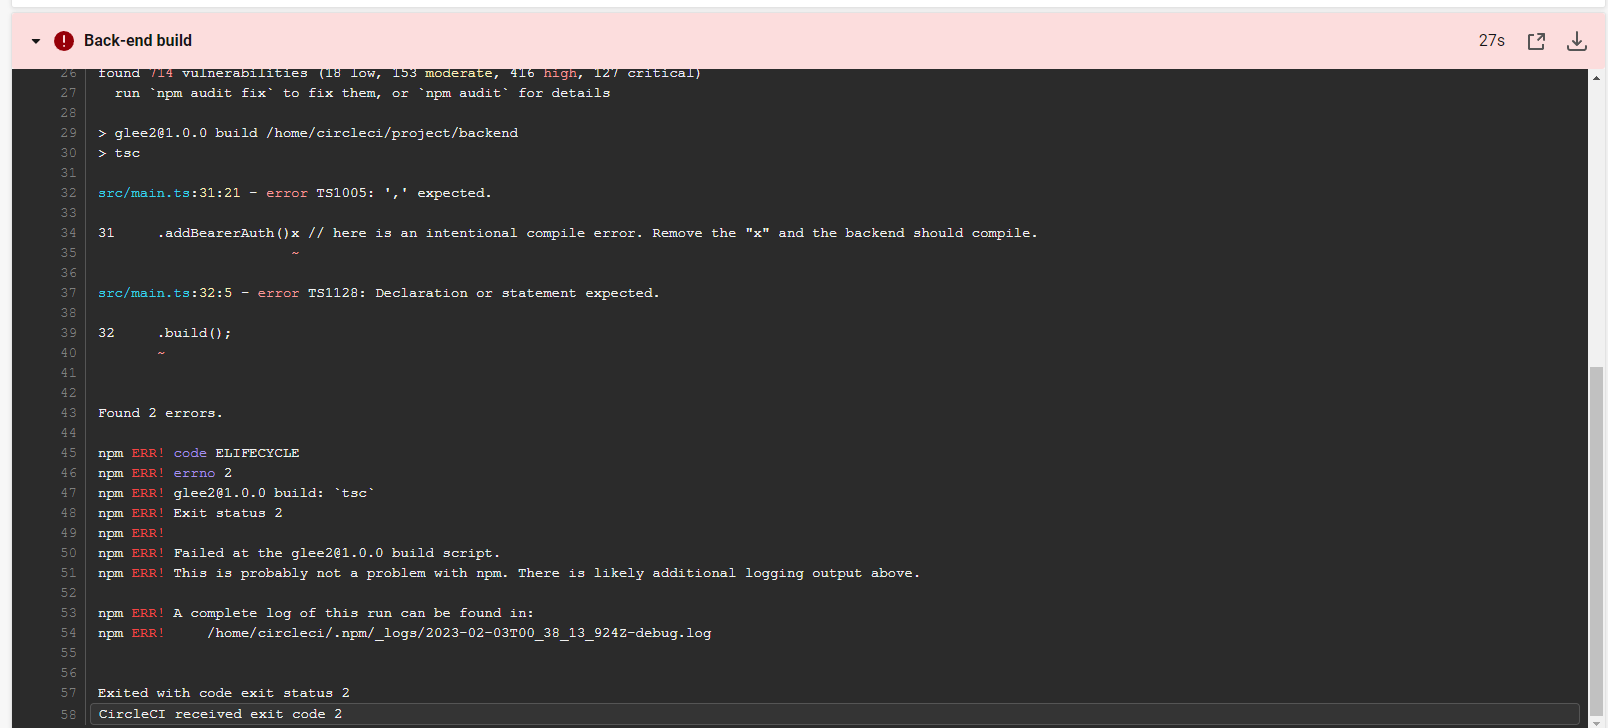 Back-end build 27s
26 found 714 vulnerabilities (18 low, 153 moderate, 416 high, 127 critical)
27 run `npm audit fix` to fix them, or `npm audit` for details
28
29 > glee2@1.0.0 build /home/circleci/project/backend
30 > tsc
31
32 src/main.ts:31:21 - error TS1005: ',' expected.
33
34 31 .addBearerAuth()x // here is an intentional compile error. Remove the "x" and the backend should compile.
35 ~
36
37 src/main.ts:32:5 - error TS1128: Declaration or statement expected.
38
39 32 .build();
40 ~
41
42
43 Found 2 errors.
44
45 npm ERR! code ELIFECYCLE
46 npm ERR! errno 2
47 npm ERR! glee2@1.0.0 build: `tsc`
48 npm ERR! Exit status 2
49 npm ERR!
50 npm ERR! Failed at the glee2@1.0.0 build script.
51 npm ERR! This is probably not a problem with npm. There is likely additional logging output above.
52
53 npm ERR! A complete log of this run can be found in:
54 npm ERR! /home/circleci/.npm/_logs/2023-02-03T00_38_13_924Z-debug.log
55
56
57 Exited with code exit status 2
58 CircleCI received exit code 2